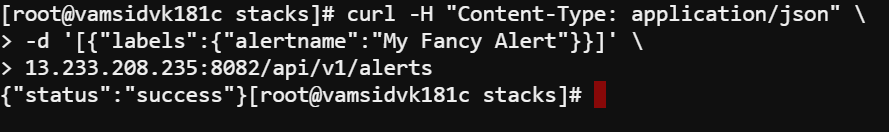 [root@vamsidvk181c stacks]# curl -H "Content-Type: application/json" \
> -d '[{"labels":{"alertname":"My Fancy Alert"}}]' \
> 13.233.208.235:8082/api/v1/alerts
{"status":"success"}[root@vamsidvk181c stacks]#